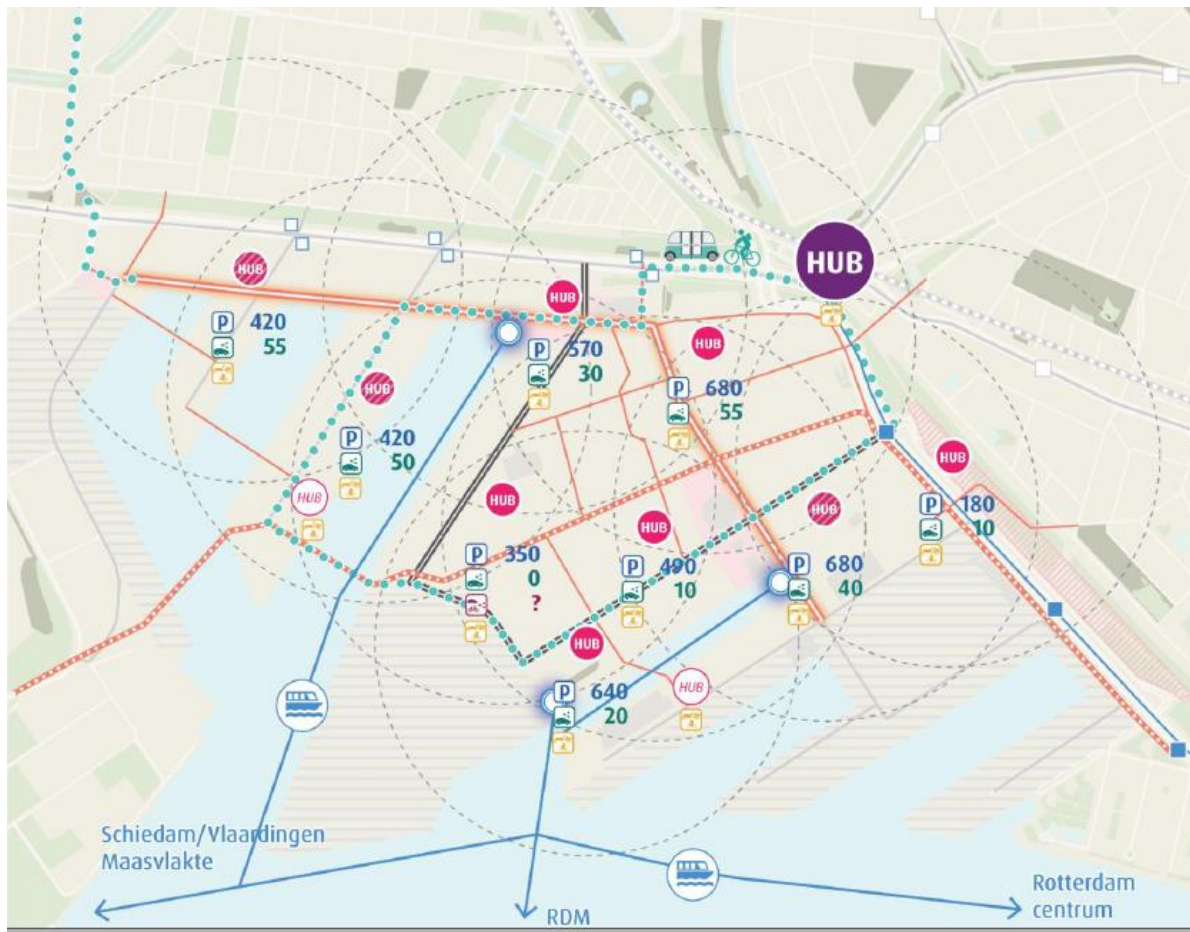 HUB
HUB
HUB
P 420
55
P 570
30
HUB
P 680
55
HUB
P 420
50
HUB
HUB
HUB
HUB
HUB
P 180
10
P 350
0
?
P 490
10
P 680
40
HUB
HUB
P 640
20
Schiedam/Vlaardingen
Maasvlakte
RDM
Rotterdam
centrum